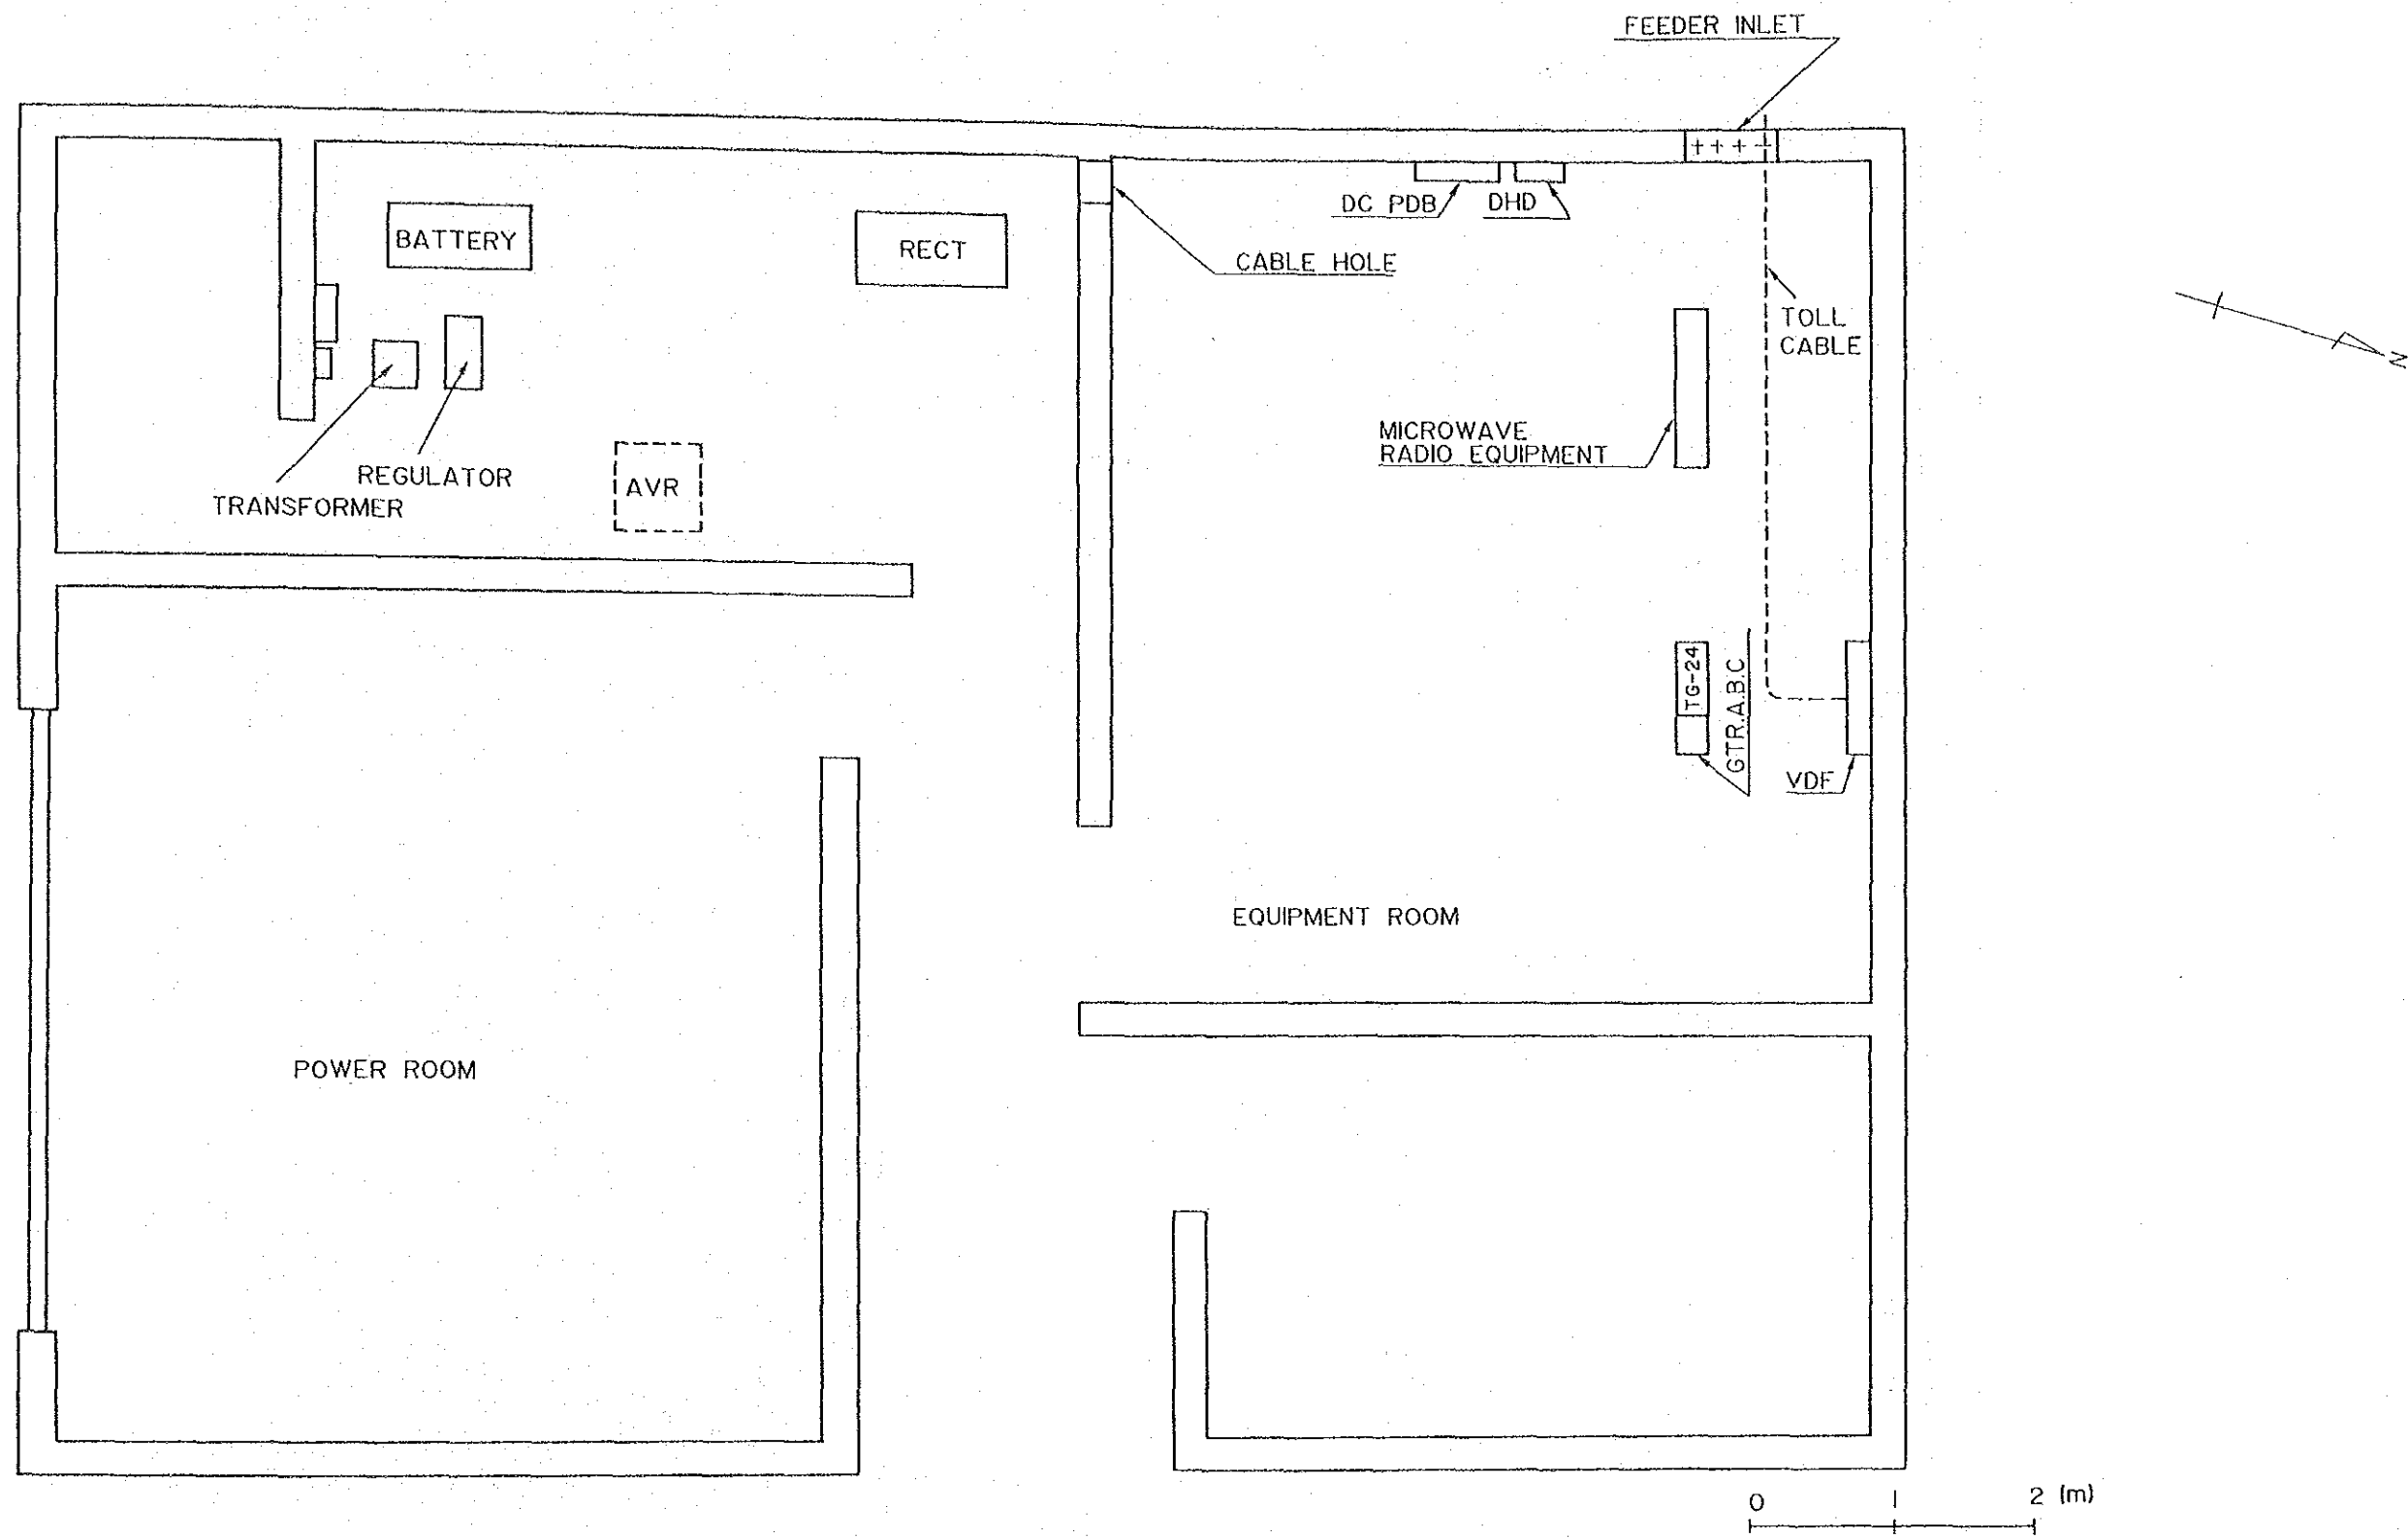 FEEDER INLET
DC PDB
DHD
BATTERY
RECT
CABLE HOLE
TOLL
CABLE
N
MICROWAVE
RADIO EQUIPMENT
REGULATOR
TRANSFORMER
AVR
TG-24
GTR.A.B.C
VDF
EQUIPMENT ROOM
POWER ROOM
0 1 2 (m)